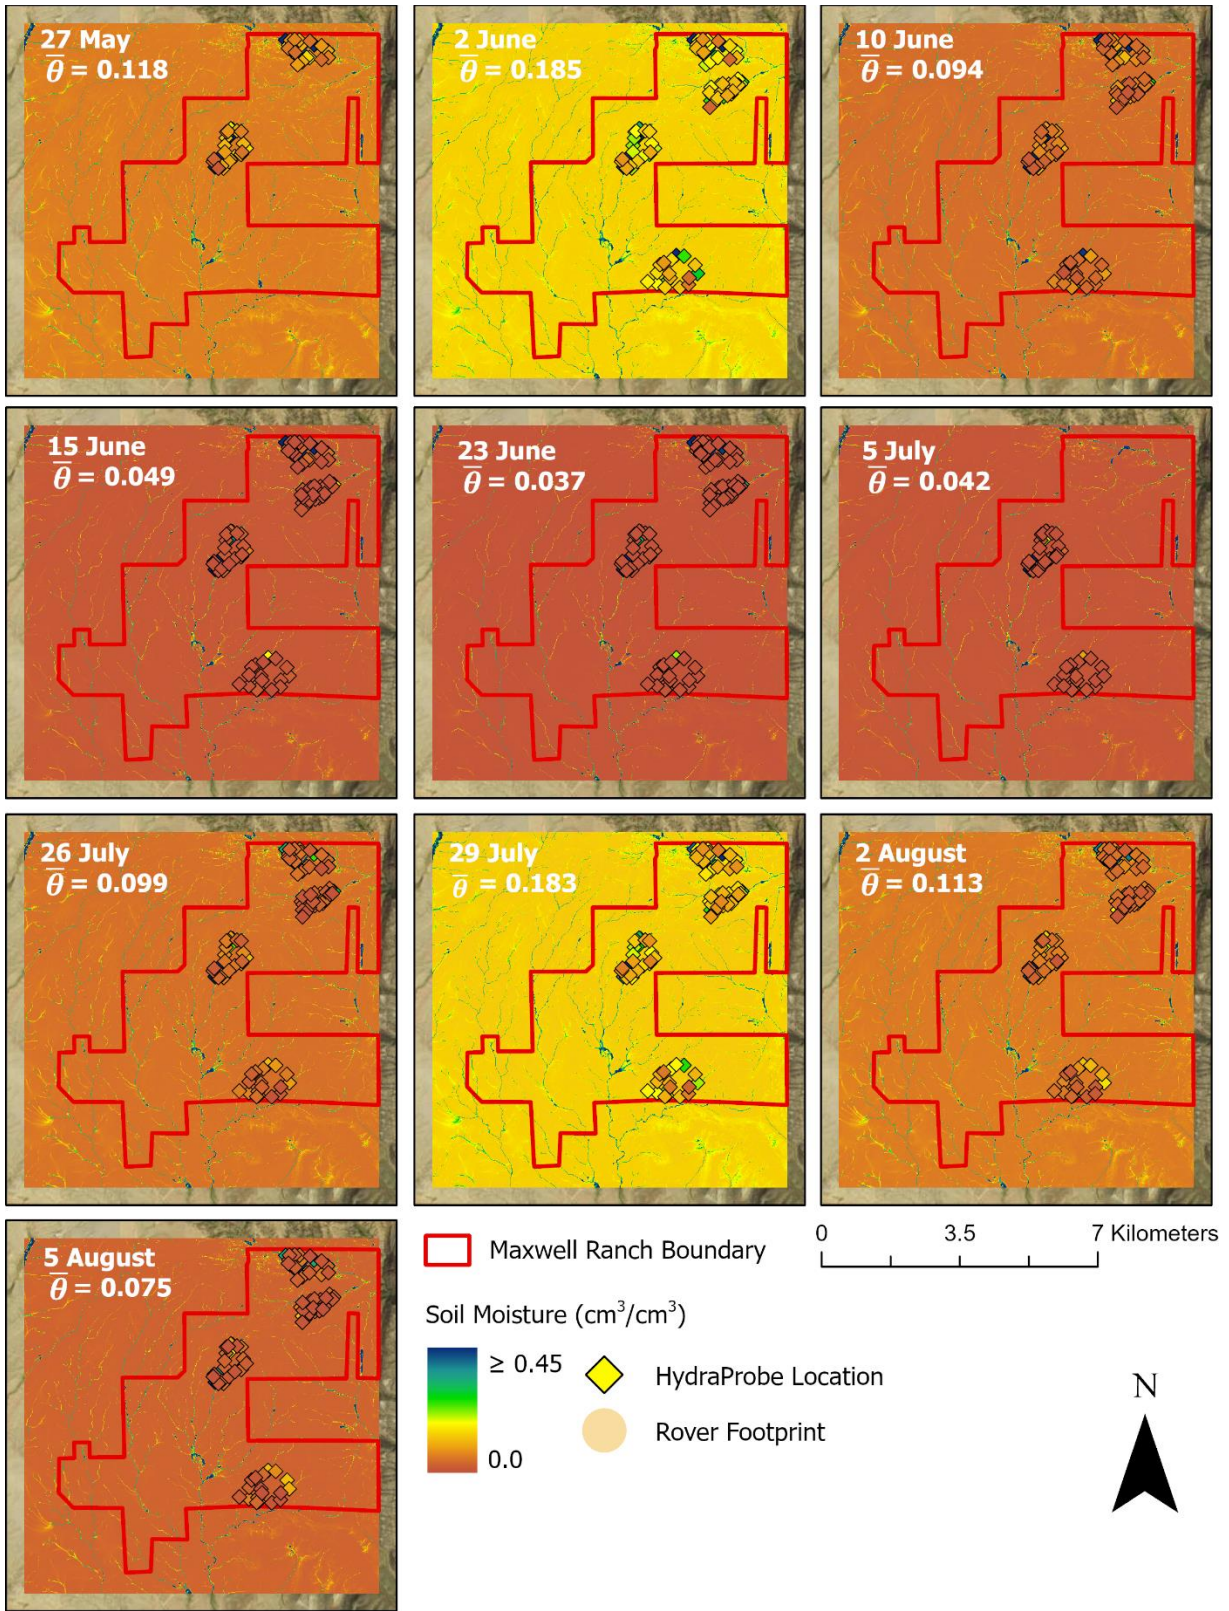 27 May
θ̅ = 0.118
2 June
θ̅ = 0.185
10 June
θ̅ = 0.094
15 June
θ̅ = 0.049
23 June
θ̅ = 0.037
5 July
θ̅ = 0.042
26 July
θ̅ = 0.099
29 July
θ̅ = 0.183
2 August
θ̅ = 0.113
5 August
θ̅ = 0.075
Maxwell Ranch Boundary
0 3.5 7 Kilometers
Soil Moisture (cm³/cm³)
≥ 0.45
0.0
HydraProbe Location
Rover Footprint
N